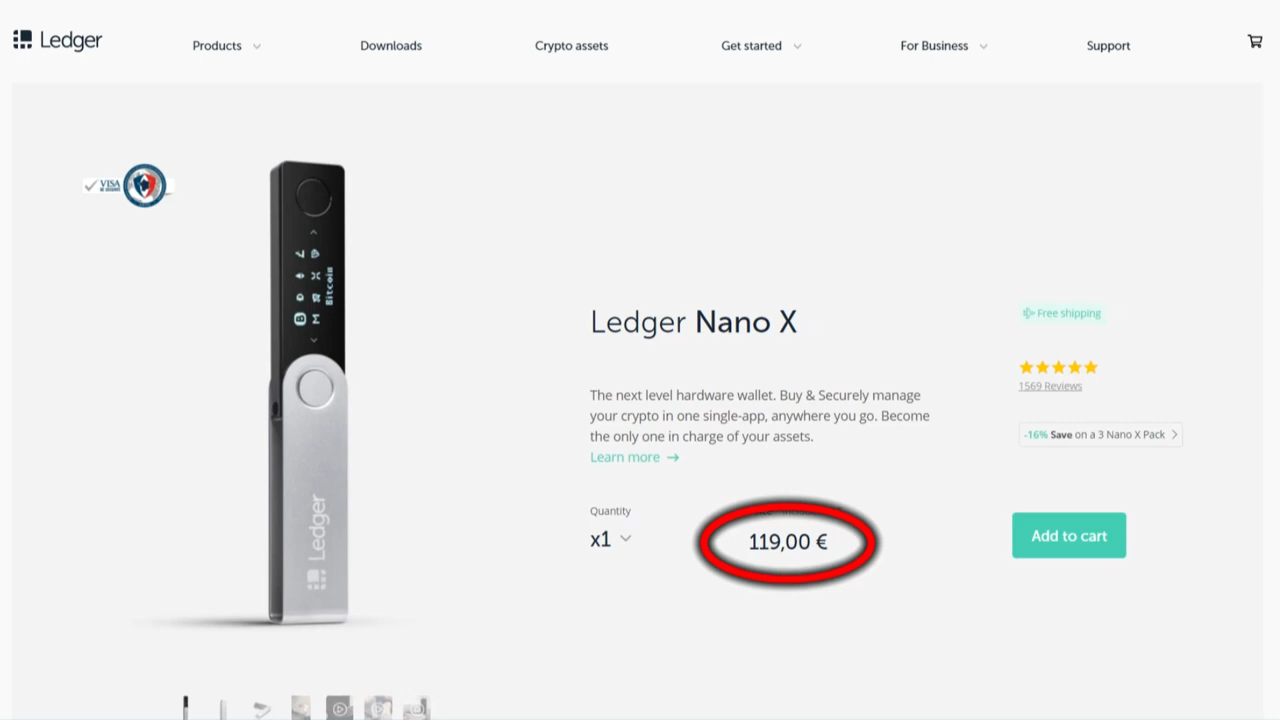 Ledger
Products
Downloads
Crypto assets
Get started
For Business
Support
VISA
Bitcoin
Ledger
Ledger Nano X
Free shipping
1569 Reviews
The next level hardware wallet. Buy & Securely manage
your crypto in one single-app, anywhere you go. Become
the only one in charge of your assets.
Learn more →
-16% Save on a 3 Nano X Pack
Quantity
x1
119,00 €
Add to cart